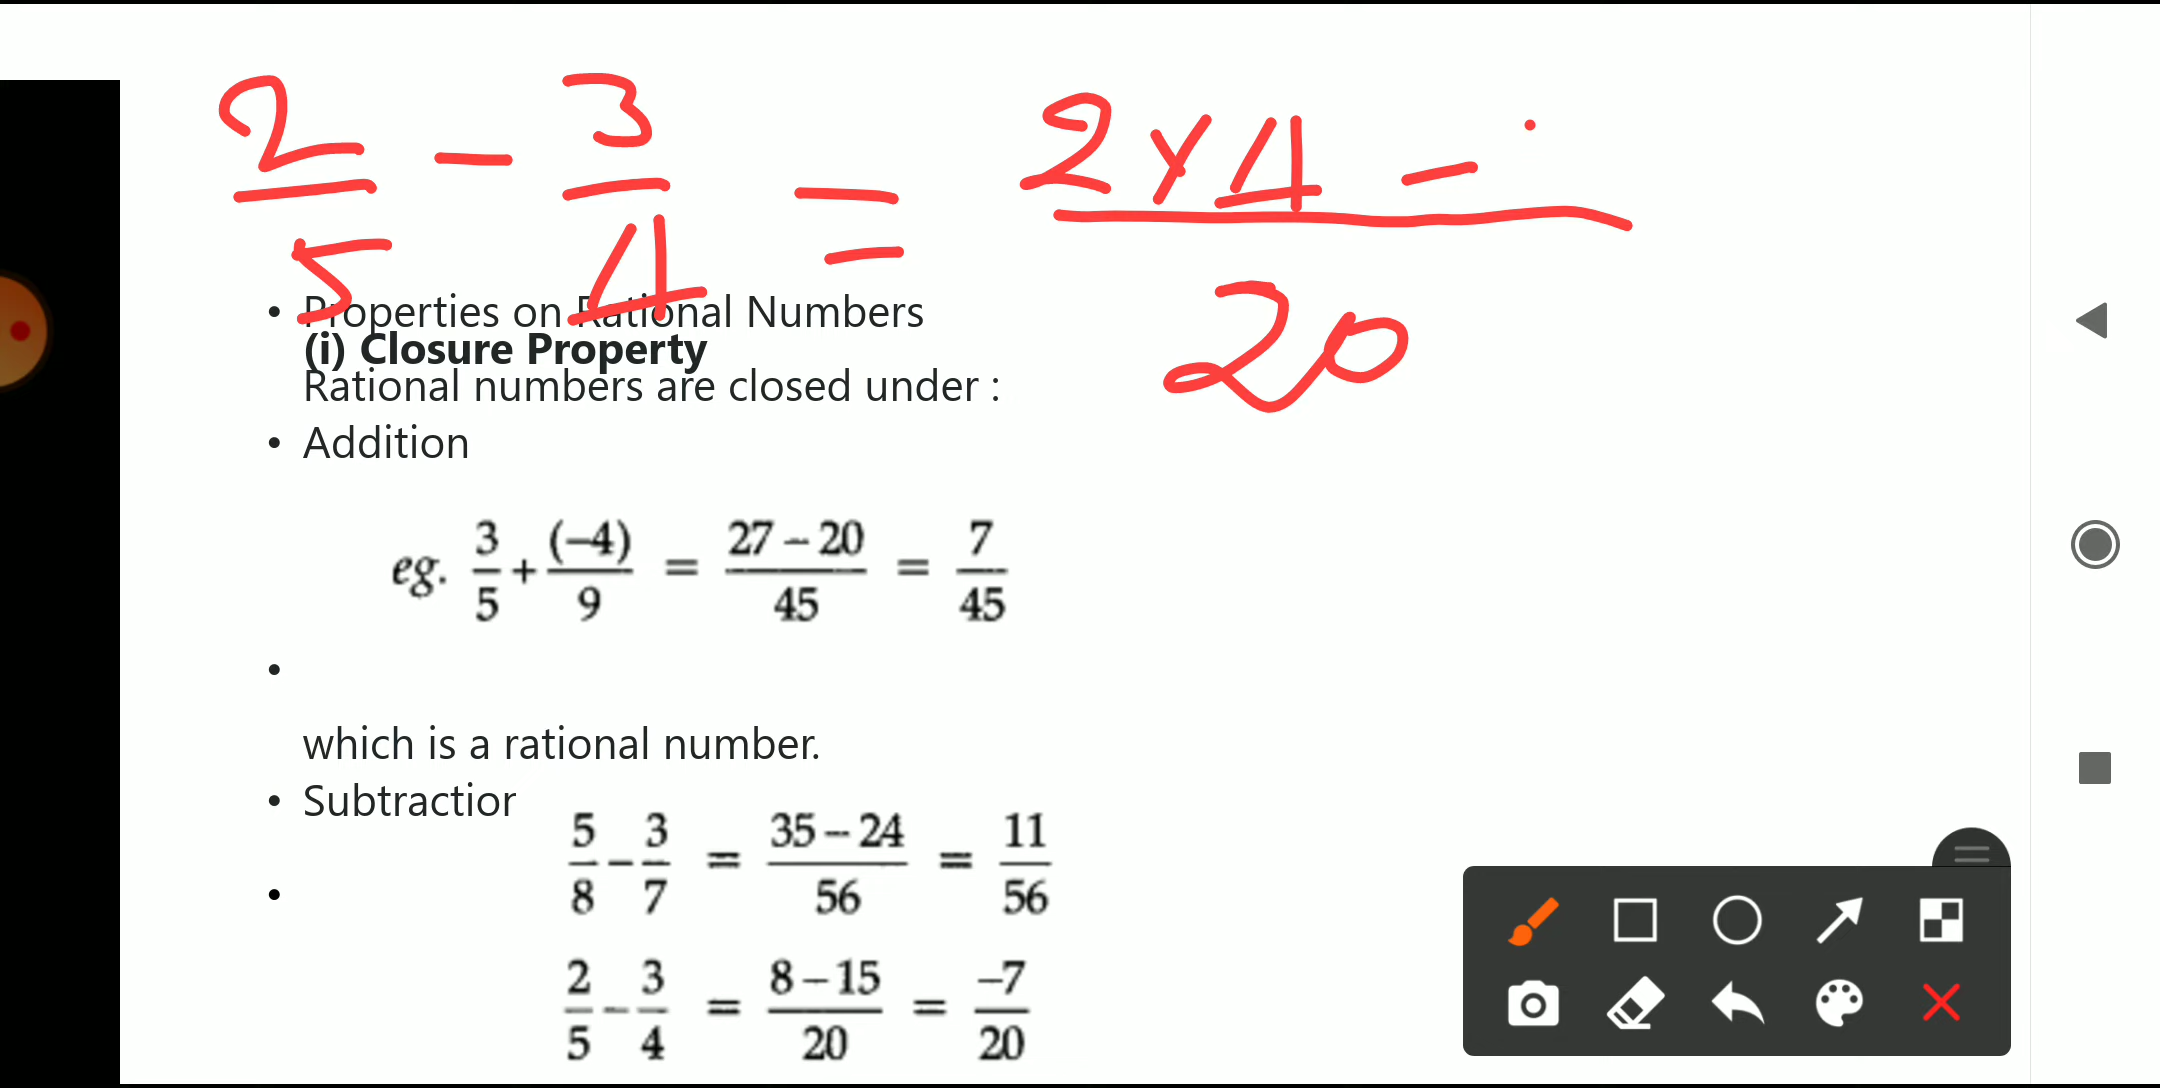 2/5 - 3/4 = 2×4 - / 20
• Properties on Rational Numbers
(i) Closure Property
Rational numbers are closed under :
• Addition
eg. 3/5 + (-4)/9 = 27 - 20/45 = 7/45
•
which is a rational number.
• Subtractior
5/8 - 3/7 = 35 - 24/56 = 11/56
•
2/5 - 3/4 = 8 - 15/20 = -7/20